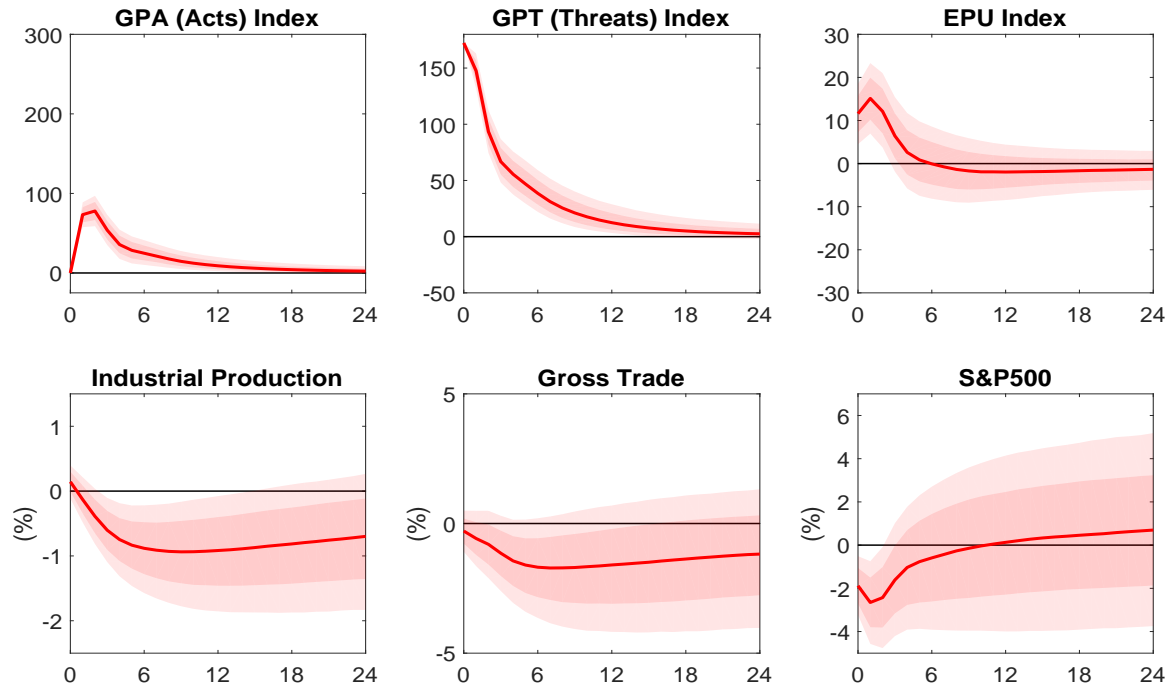 GPA (Acts) Index
300
200
100
0
0 6 12 18 24
GPT (Threats) Index
150
100
50
0
-50
0 6 12 18 24
EPU Index
30
20
10
0
-10
-20
-30
0 6 12 18 24
Industrial Production
(%)
1
0
-1
-2
0 6 12 18 24
Gross Trade
(%)
5
0
-5
0 6 12 18 24
S&P500
(%)
6
4
2
0
-2
-4
0 6 12 18 24